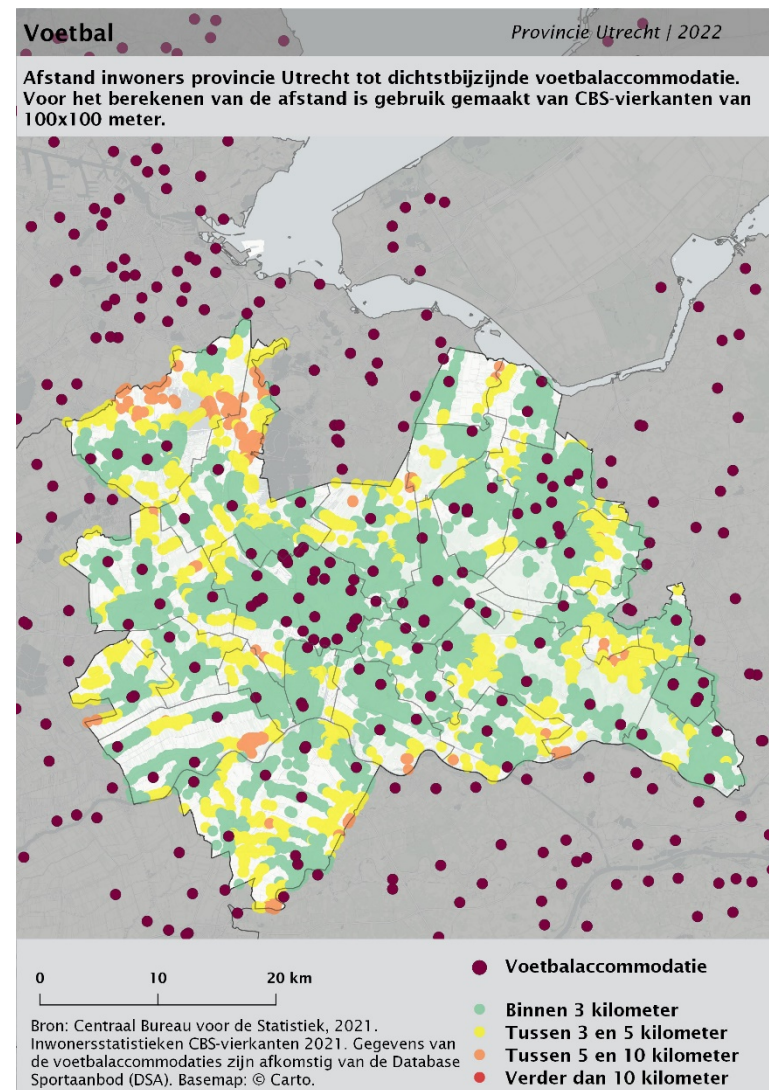 Voetbal
Provincie Utrecht / 2022
Afstand inwoners provincie Utrecht tot dichtstbijzijnde voetbalaccommodatie.
Voor het berekenen van de afstand is gebruik gemaakt van CBS-vierkanten van
100x100 meter.
0 10 20 km
Bron: Centraal Bureau voor de Statistiek, 2021.
Inwonersstatistieken CBS-vierkanten 2021. Gegevens van
de voetbalaccommodaties zijn afkomstig van de Database
Sportaanbod (DSA). Basemap: © Carto.
Voetbalaccommodatie
Binnen 3 kilometer
Tussen 3 en 5 kilometer
Tussen 5 en 10 kilometer
Verder dan 10 kilometer